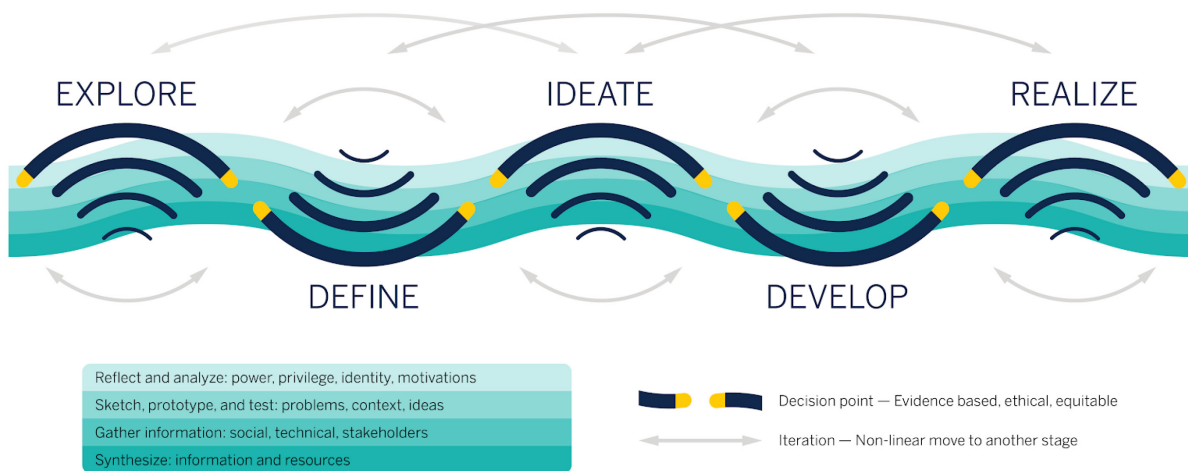 EXPLORE
IDEATE
REALIZE
DEFINE
DEVELOP
Reflect and analyze: power, privilege, identity, motivations
Sketch, prototype, and test: problems, context, ideas
Gather information: social, technical, stakeholders
Synthesize: information and resources
Decision point — Evidence based, ethical, equitable
Iteration — Non-linear move to another stage